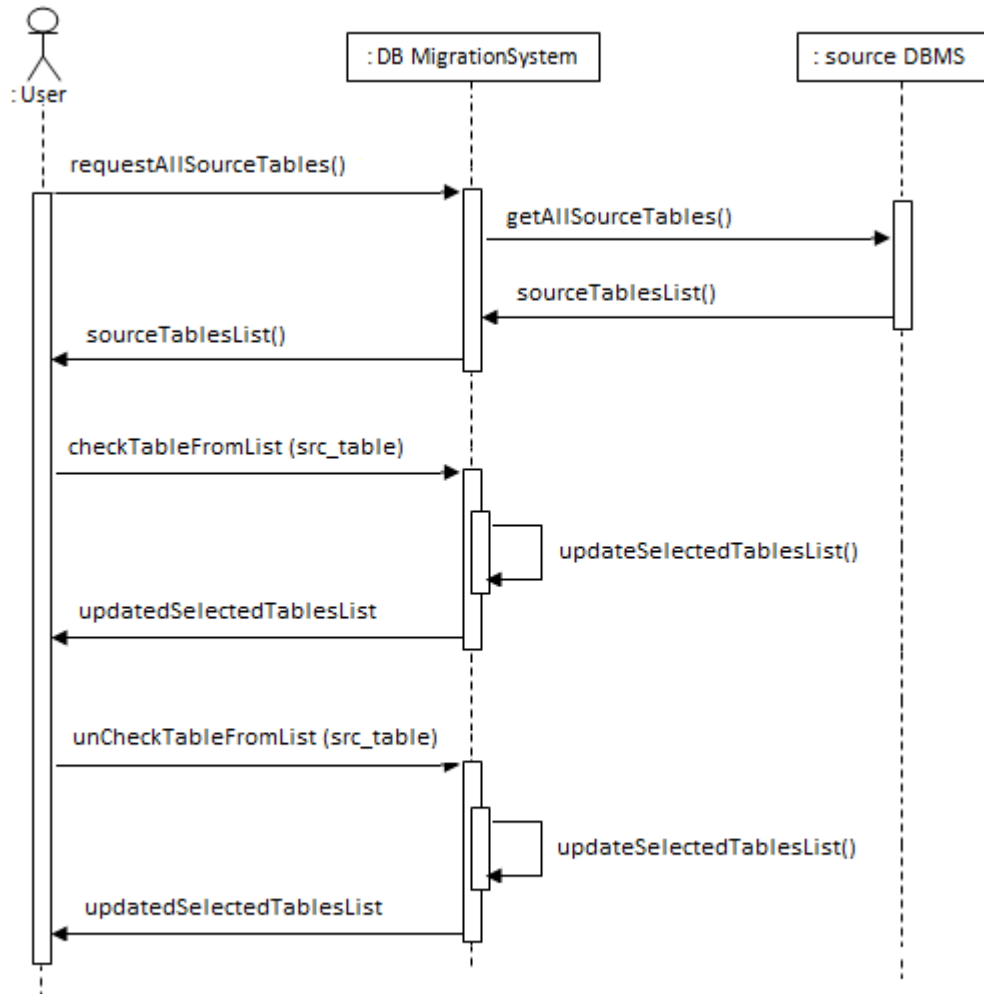 : DB MigrationSystem
: source DBMS
: User
requestAllSourceTables()
getAllSourceTables()
sourceTablesList()
sourceTablesList()
checkTableFromList (src_table)
updateSelectedTablesList()
updatedSelectedTablesList
unCheckTableFromList (src_table)
updateSelectedTablesList()
updatedSelectedTablesList